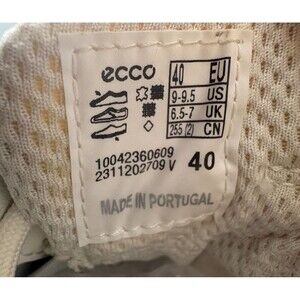 ecco
40 EU
9-9.5 US
6.5-7 UK
255 (2) CN
10042360609
2311202709 V 40
MADE IN PORTUGAL